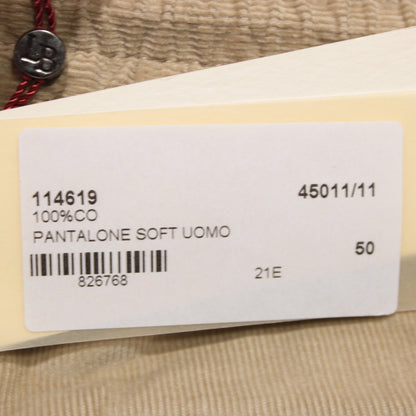 114619 45011/11
100%CO
PANTALONE SOFT UOMO
50
826768 21E